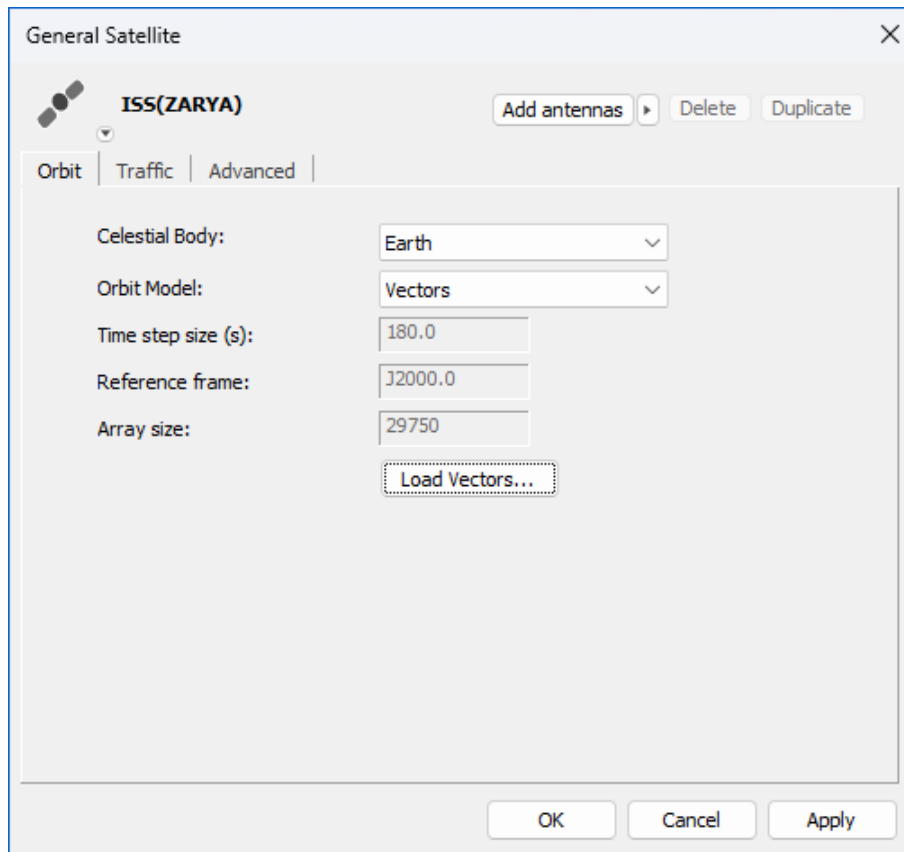 General Satellite
ISS(ZARYA)
Add antennas Delete Duplicate
Orbit Traffic Advanced
Celestial Body: Earth
Orbit Model: Vectors
Time step size (s): 180.0
Reference frame: J2000.0
Array size: 29750
Load Vectors...
OK Cancel Apply